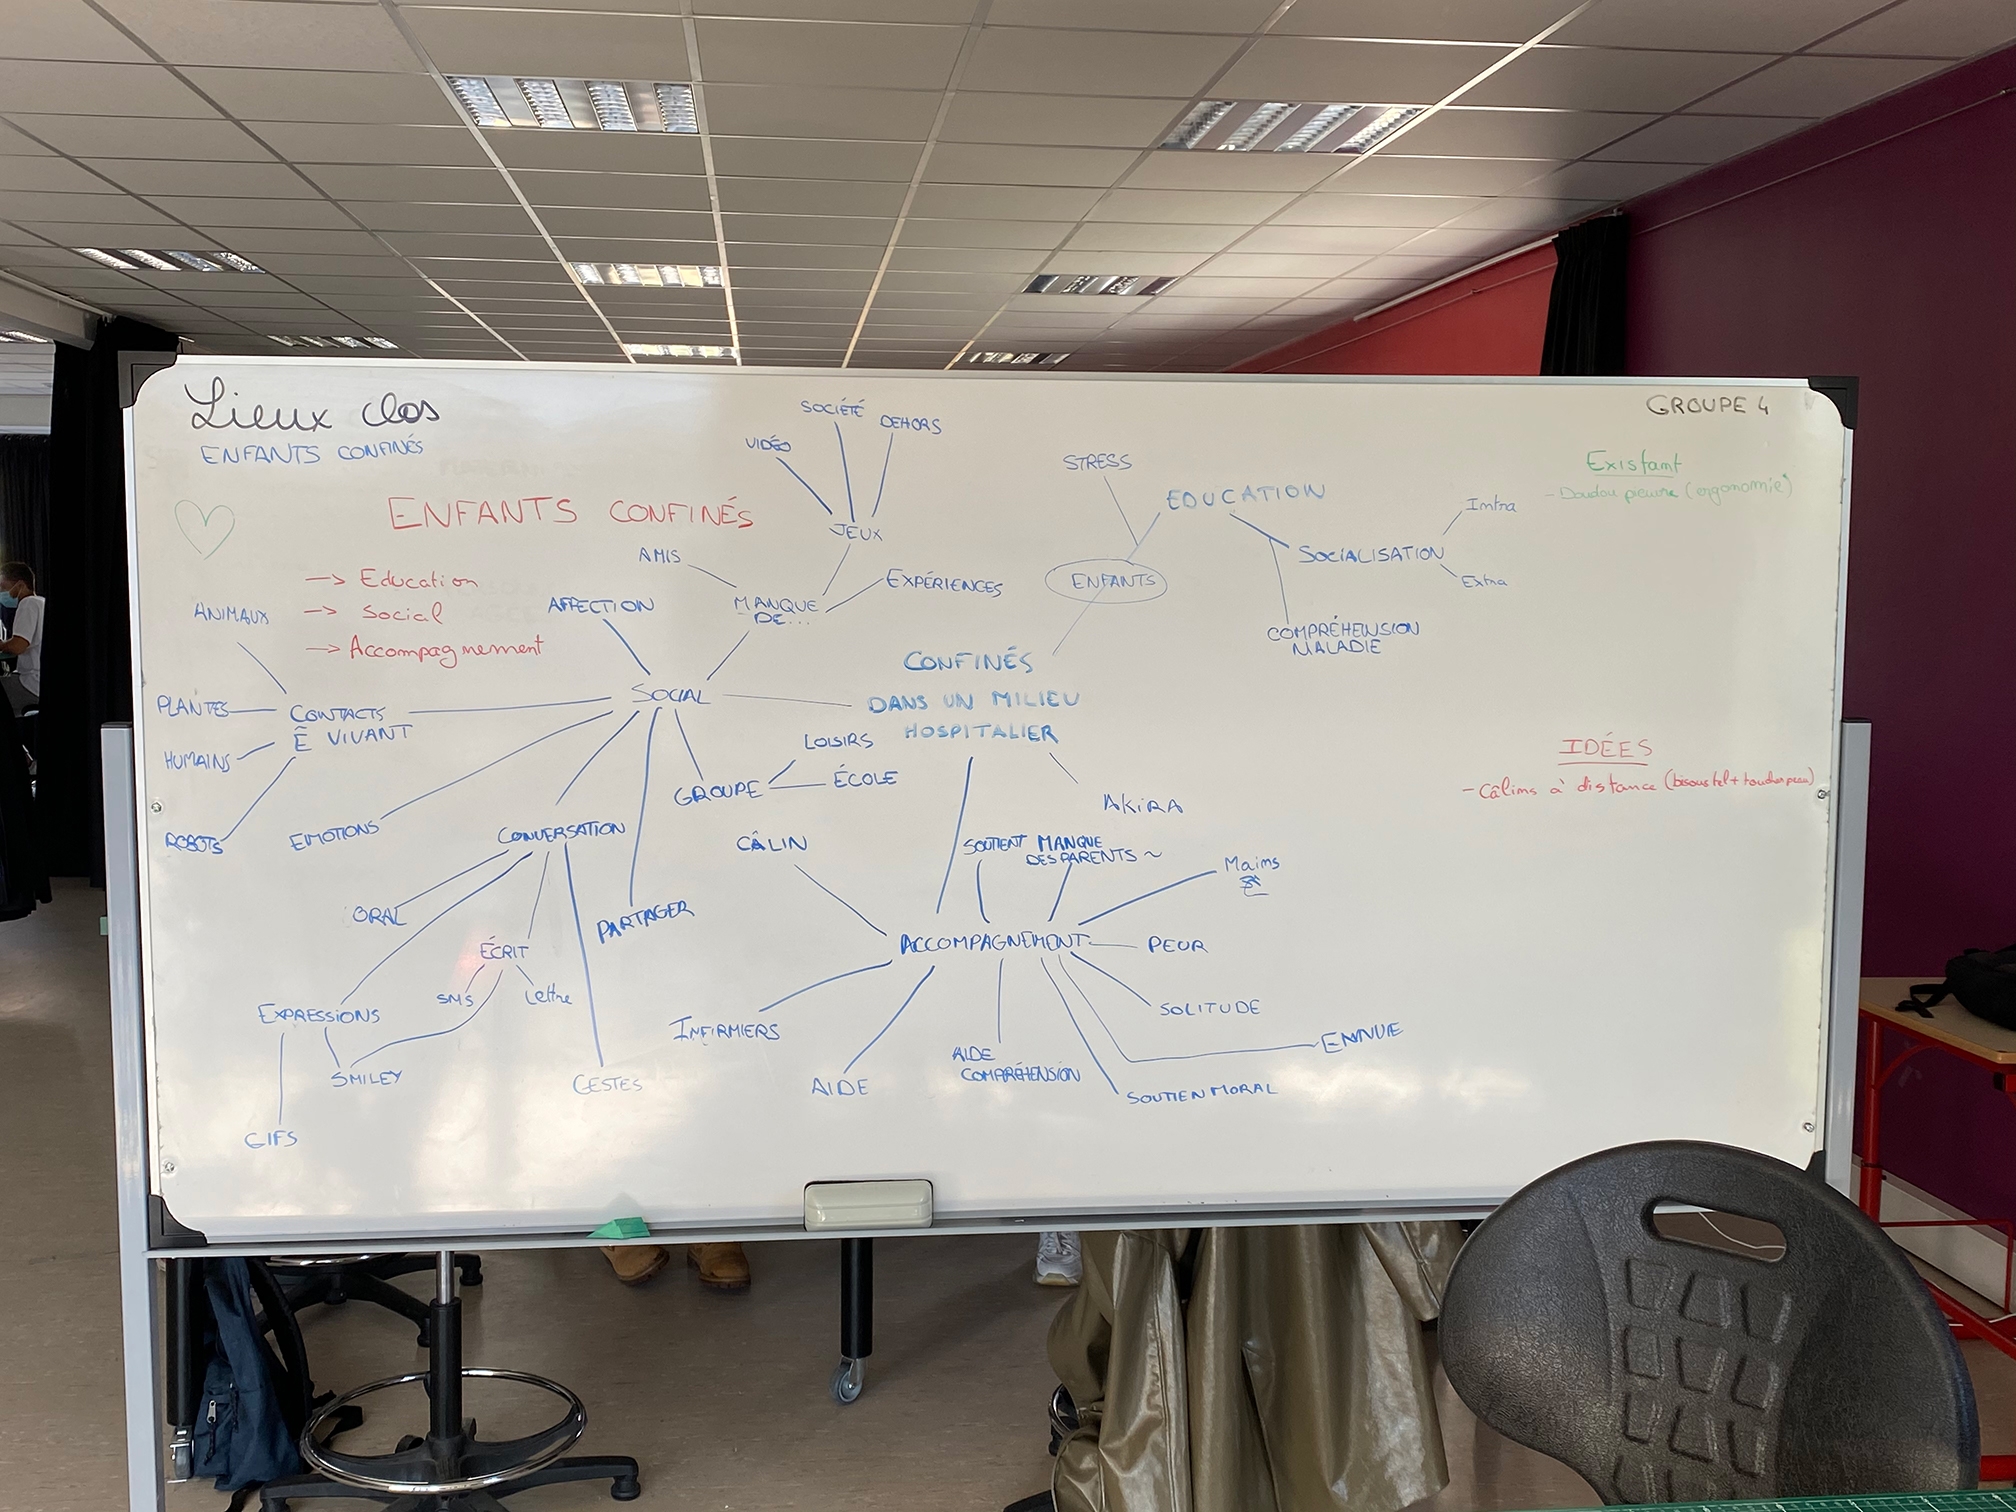 Lieux clos
ENFANTS CONFINÉS
GROUPE 4
ENFANTS CONFINÉS
→ Education
→ Social
→ Accompagnement
SOCIÉTÉ
DEHORS
VIDÉO
JEUX
AMIS
MANQUE
DE...
EXPÉRIENCES
AFFECTION
SOCIAL
ANIMAUX
PLANTES
CONTACTS
Ê VIVANT
HUMAINS
ROBOTS
EMOTIONS
CONVERSATION
ORAL
ÉCRIT
SMS
Lettre
EXPRESSIONS
SMILEY
GIFS
GESTES
PARTAGER
GROUPE
LOISIRS
ÉCOLE
STRESS
EDUCATION
ENFANTS
SOCIALISATION
Intra
Extra
COMPRÉHENSION
MALADIE
CONFINÉS
DANS UN MILIEU
HOSPITALIER
AKIRA
CÂLIN
SOUTIENT
MANQUE
DES PARENTS ~
Mains
ACCOMPAGNEMENT
PEUR
SOLITUDE
ENNUIE
SOUTIEN MORAL
AIDE
COMPRÉHENSION
AIDE
INFIRMIERS
Existant
- Doudou pieuvre (ergonomie)
IDÉES
- Câlins à distance (bisous tel + toucher peau)